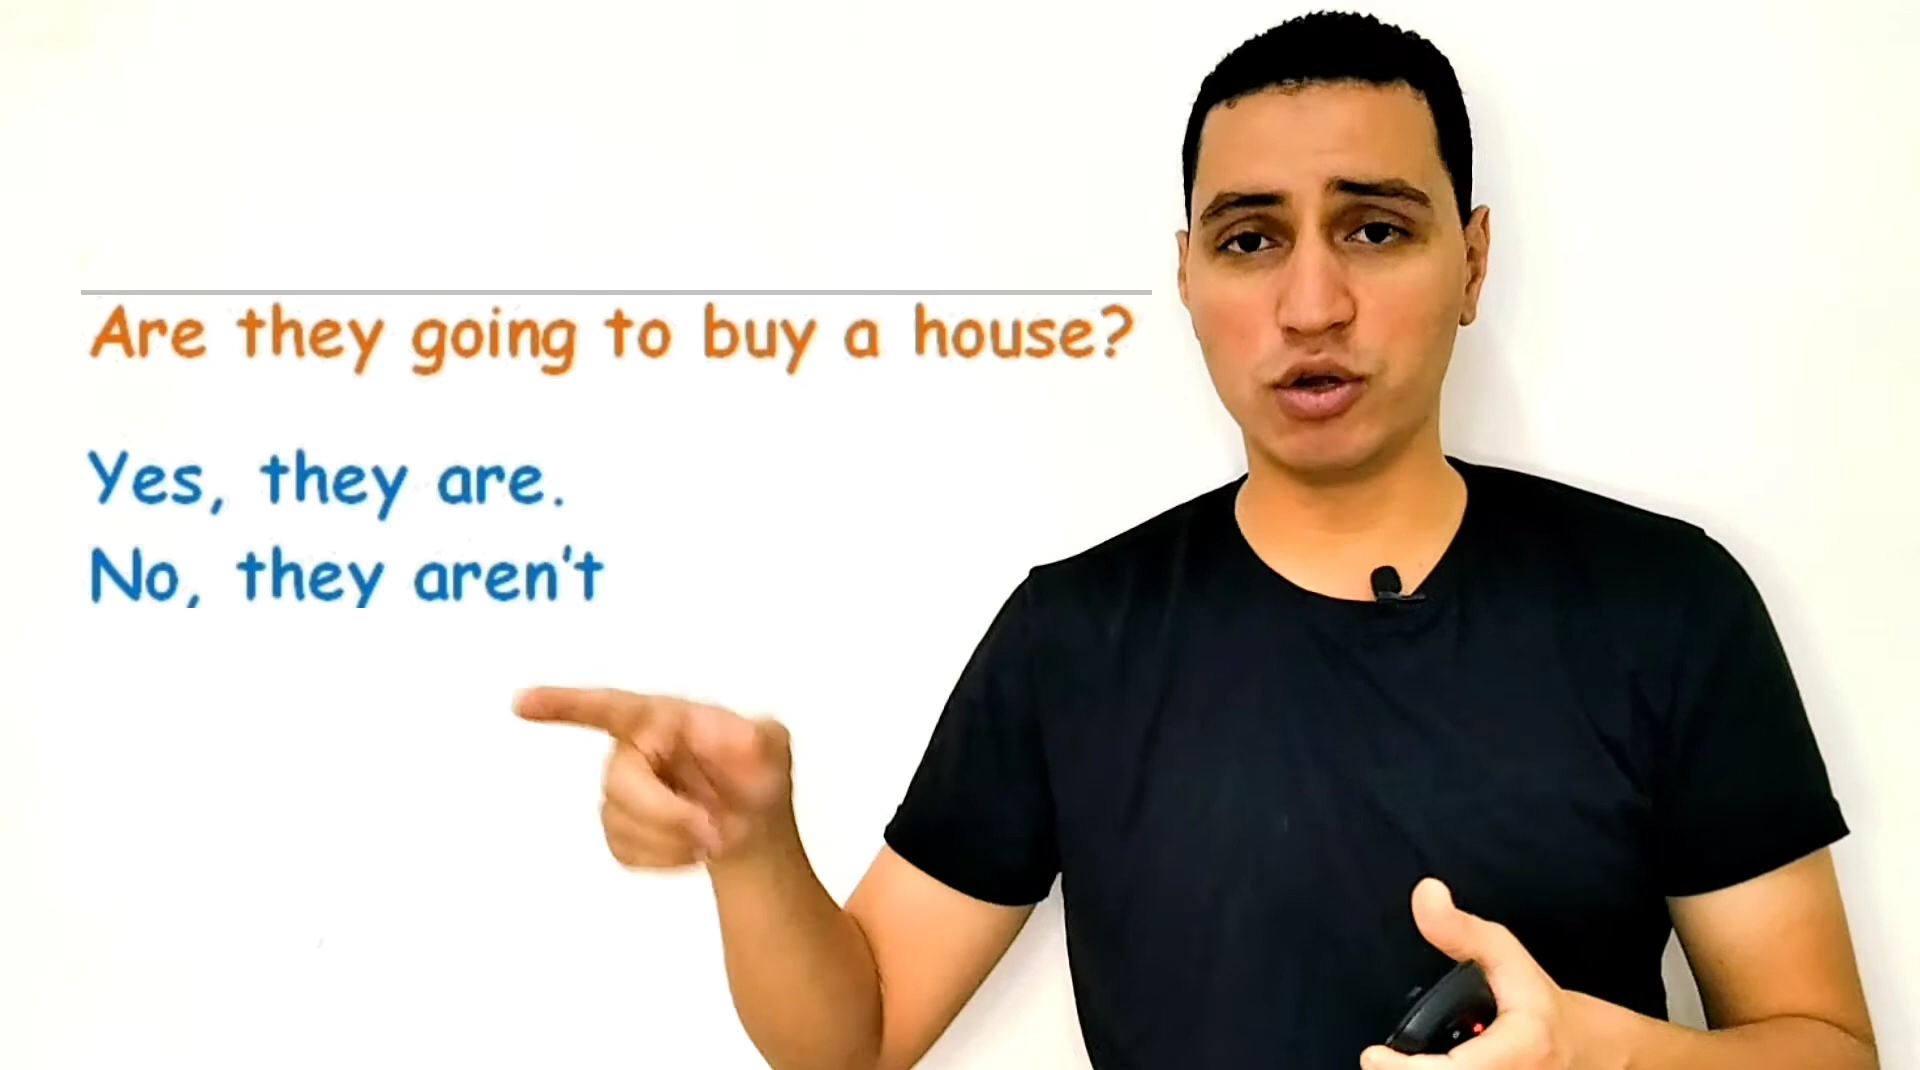 Are they going to buy a house?
Yes, they are.
No, they aren't